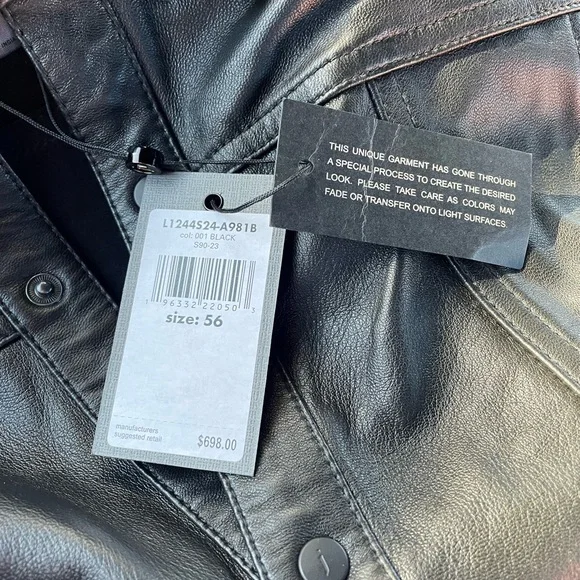 THIS UNIQUE GARMENT HAS GONE THROUGH
A SPECIAL PROCESS TO CREATE THE DESIRED
LOOK. PLEASE TAKE CARE AS COLORS MAY
FADE OR TRANSFER ONTO LIGHT SURFACES.
L1244S24-A981B
col: 001 BLACK
S90-23
1 96332 22050 3
size: 56
manufacturers
suggested retail
$698.00